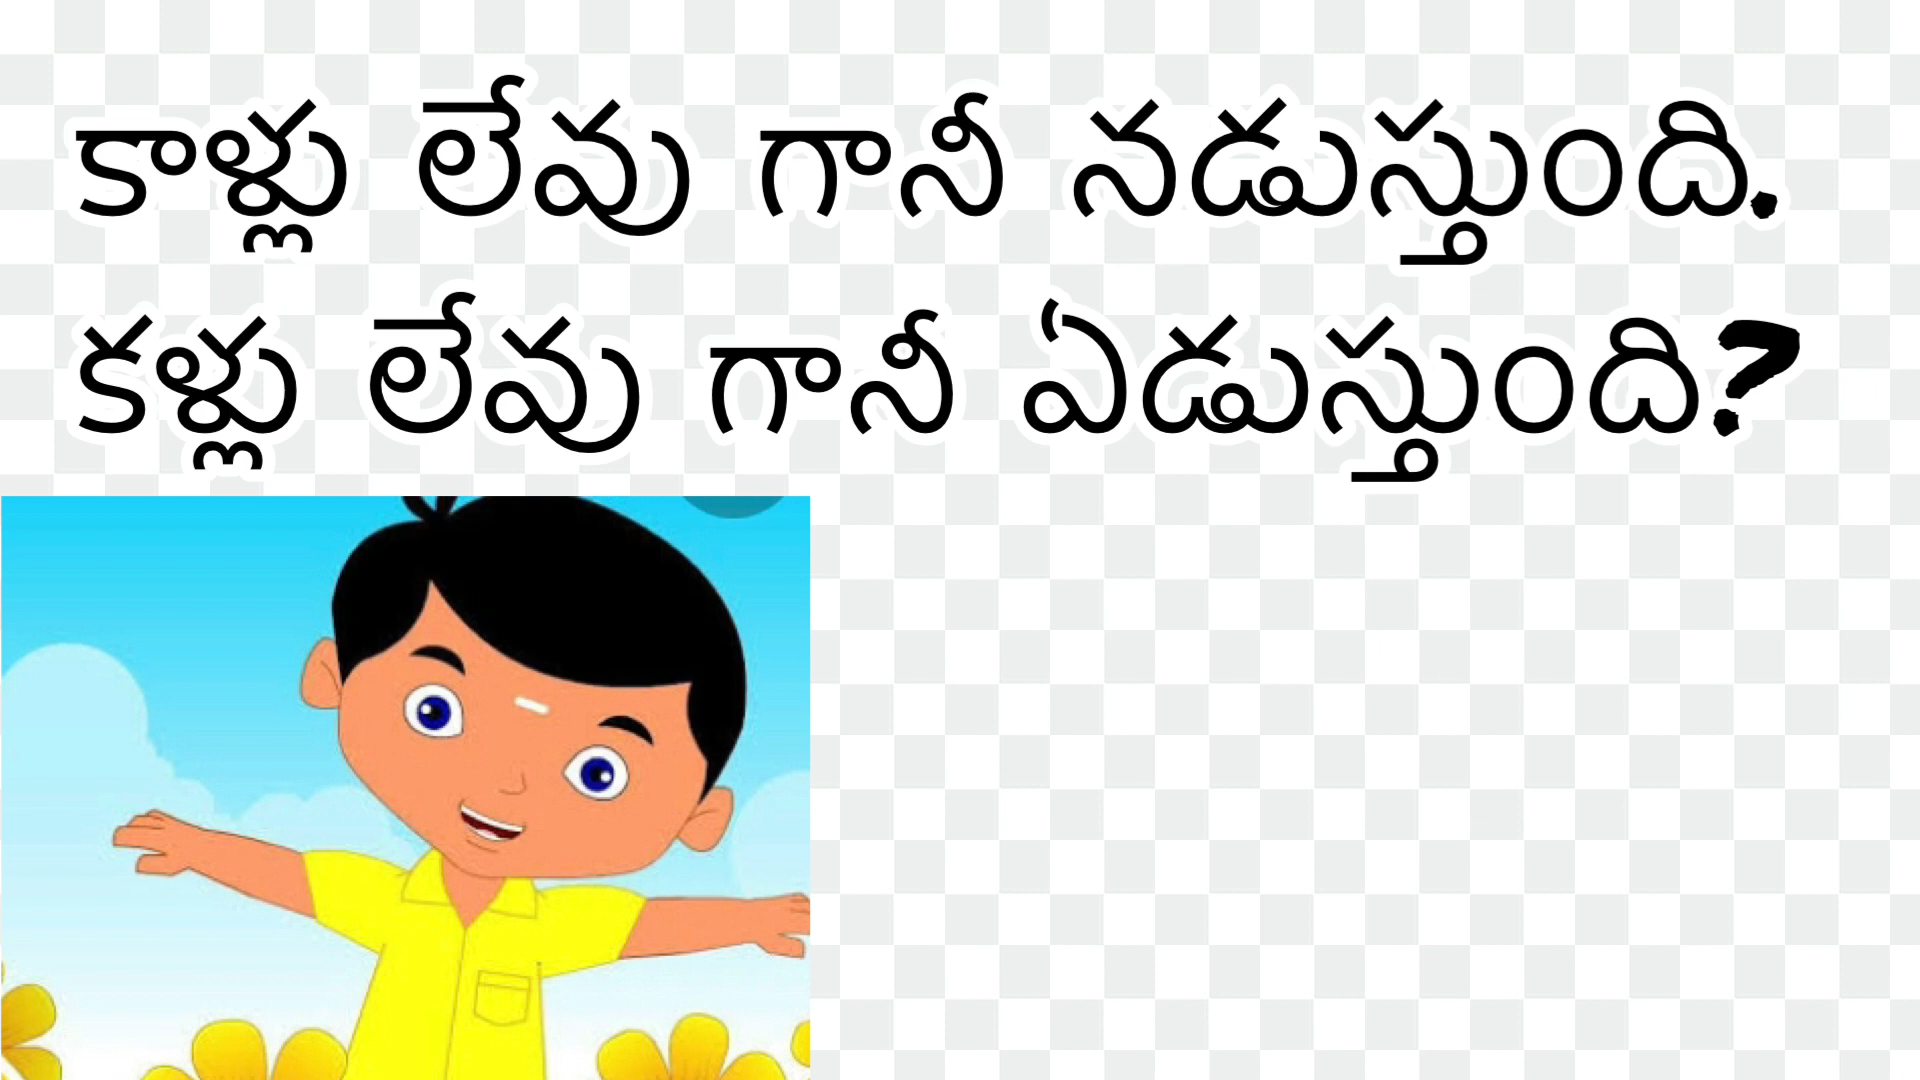 కాళ్లు లేవు గానీ నడుస్తుంది.
కళ్లు లేవు గానీ ఏడుస్తుంది?